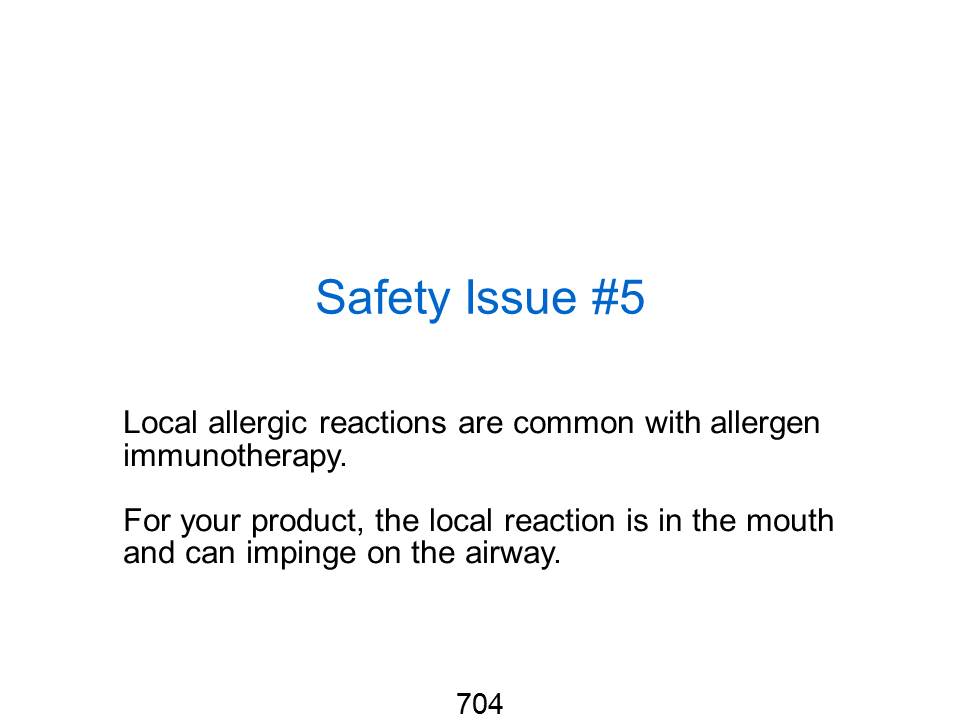 Safety Issue #5
Local allergic reactions are common with allergen
immunotherapy.
For your product, the local reaction is in the mouth
and can impinge on the airway.
704